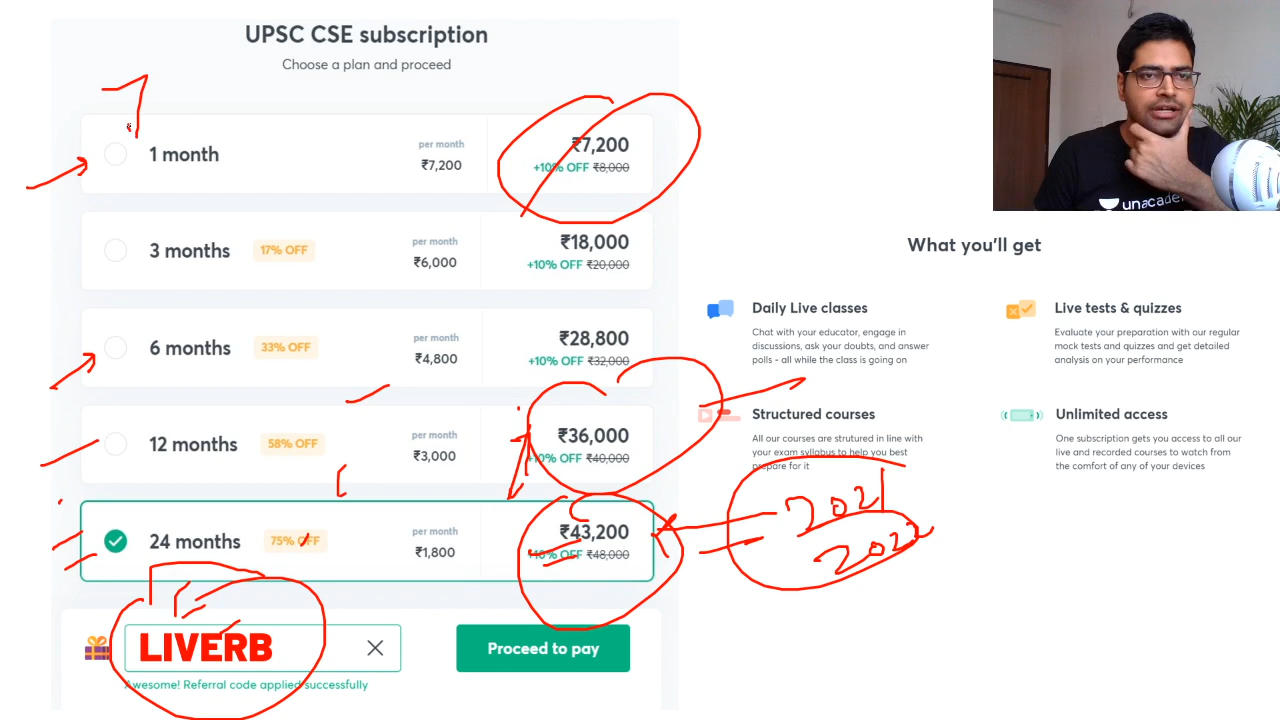 UPSC CSE subscription
Choose a plan and proceed
1 month
per month
₹7,200
₹7,200
+10% OFF ₹8,000
3 months
17% OFF
per month
₹6,000
₹18,000
+10% OFF ₹20,000
6 months
33% OFF
per month
₹4,800
₹28,800
+10% OFF ₹32,000
12 months
58% OFF
per month
₹3,000
₹36,000
+10% OFF ₹40,000
24 months
75% OFF
per month
₹1,800
₹43,200
+10% OFF ₹48,000
LIVERB
Proceed to pay
Awesome! Referral code applied successfully
unacade
What you'll get
Daily Live classes
Chat with your educator, engage in
discussions, ask your doubts, and answer
polls - all while the class is going on
Live tests & quizzes
Evaluate your preparation with our regular
mock tests and quizzes and get detailed
analysis on your performance
Structured courses
All our courses are strutured in line with
your exam syllabus to help you best
prepare for it
Unlimited access
One subscription gets you access to all our
live and recorded courses to watch from
the comfort of any of your devices
2021
2022